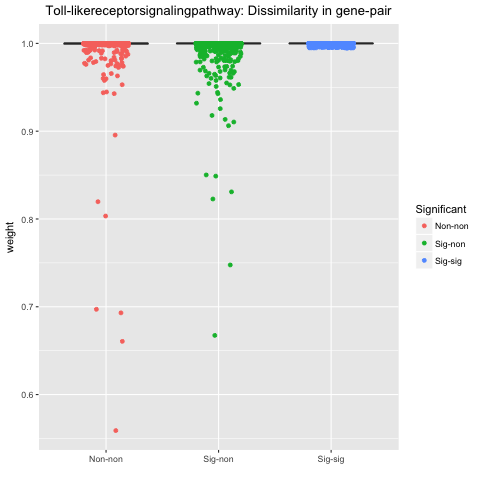 Toll-likereceptorsignalingpathway: Dissimilarity in gene-pair
1.0
0.9
0.8
0.7
0.6
weight
Non-non
Sig-non
Sig-sig
Significant
Non-non
Sig-non
Sig-sig